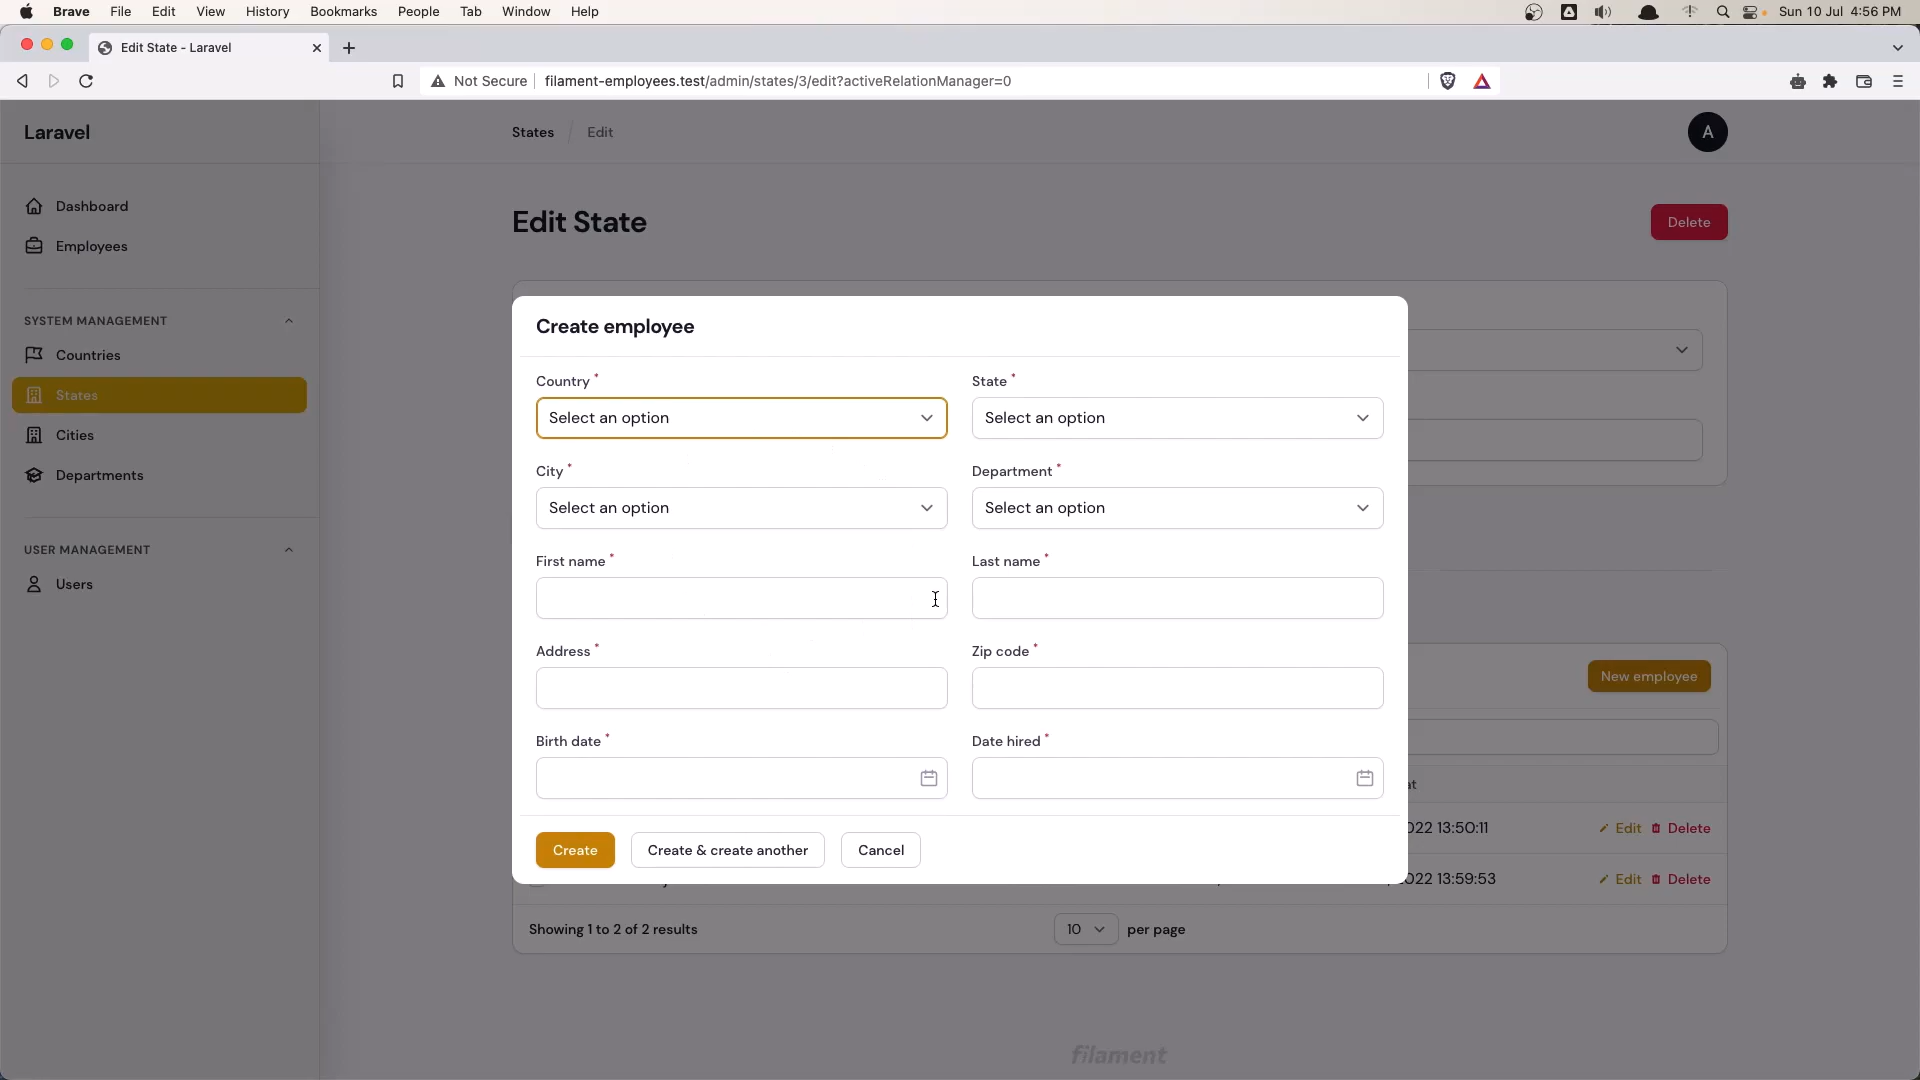 Brave File Edit View History Bookmarks People Tab Window Help Sun 10 Jul 4:56 PM
Edit State - Laravel
Not Secure filament-employees.test/admin/states/3/edit?activeRelationManager=0
Laravel
States Edit
A
Dashboard
Employees
SYSTEM MANAGEMENT
Countries
States
Cities
Departments
USER MANAGEMENT
Users
Edit State
Delete
Create employee
Country * State *
Select an option Select an option
City * Department *
Select an option Select an option
First name * Last name *
Address * Zip code *
Birth date * Date hired *
Create Create & create another Cancel
New employee
at
022 13:50:11 Edit Delete
2022 13:59:53 Edit Delete
Showing 1 to 2 of 2 results 10 per page
filament